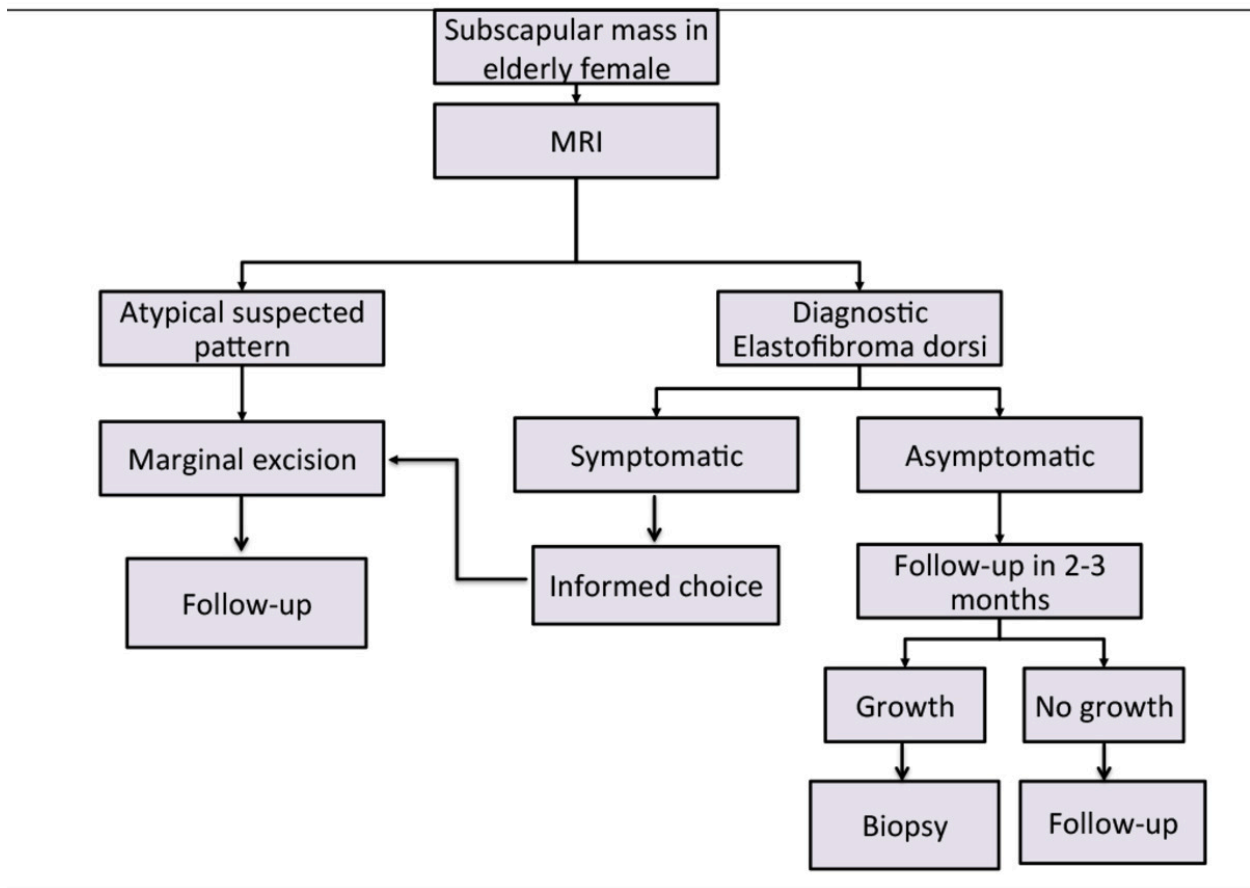 Subscapular mass in
elderly female
MRI
Atypical suspected
pattern
Diagnostic
Elastofibroma dorsi
Marginal excision
Symptomatic
Asymptomatic
Follow-up
Informed choice
Follow-up in 2-3
months
Growth
No growth
Biopsy
Follow-up